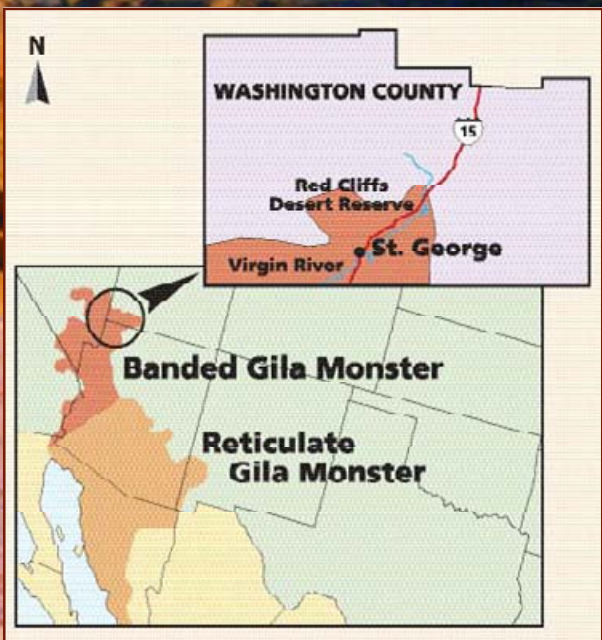 N
WASHINGTON COUNTY
15
Red Cliffs
Desert Reserve
St. George
Virgin River
Banded Gila Monster
Reticulate
Gila Monster